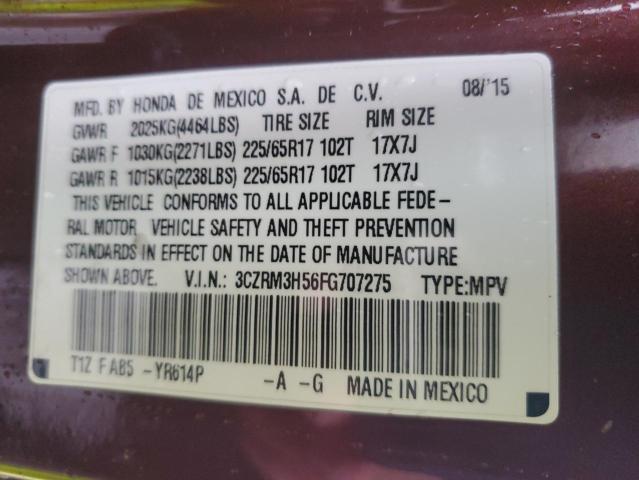 MFD. BY HONDA DE MEXICO S.A. DE C.V. 08/'15
GVWR 2025KG(4464LBS) TIRE SIZE RIM SIZE
GAWR F 1030KG(2271LBS) 225/65R17 102T 17X7J
GAWR R 1015KG(2238LBS) 225/65R17 102T 17X7J
THIS VEHICLE CONFORMS TO ALL APPLICABLE FEDE-
RAL MOTOR VEHICLE SAFETY AND THEFT PREVENTION
STANDARDS IN EFFECT ON THE DATE OF MANUFACTURE
SHOWN ABOVE. V.I.N.: 3CZRM3H56FG707275 TYPE:MPV
T1Z F AB5 -YR614P -A -G MADE IN MEXICO